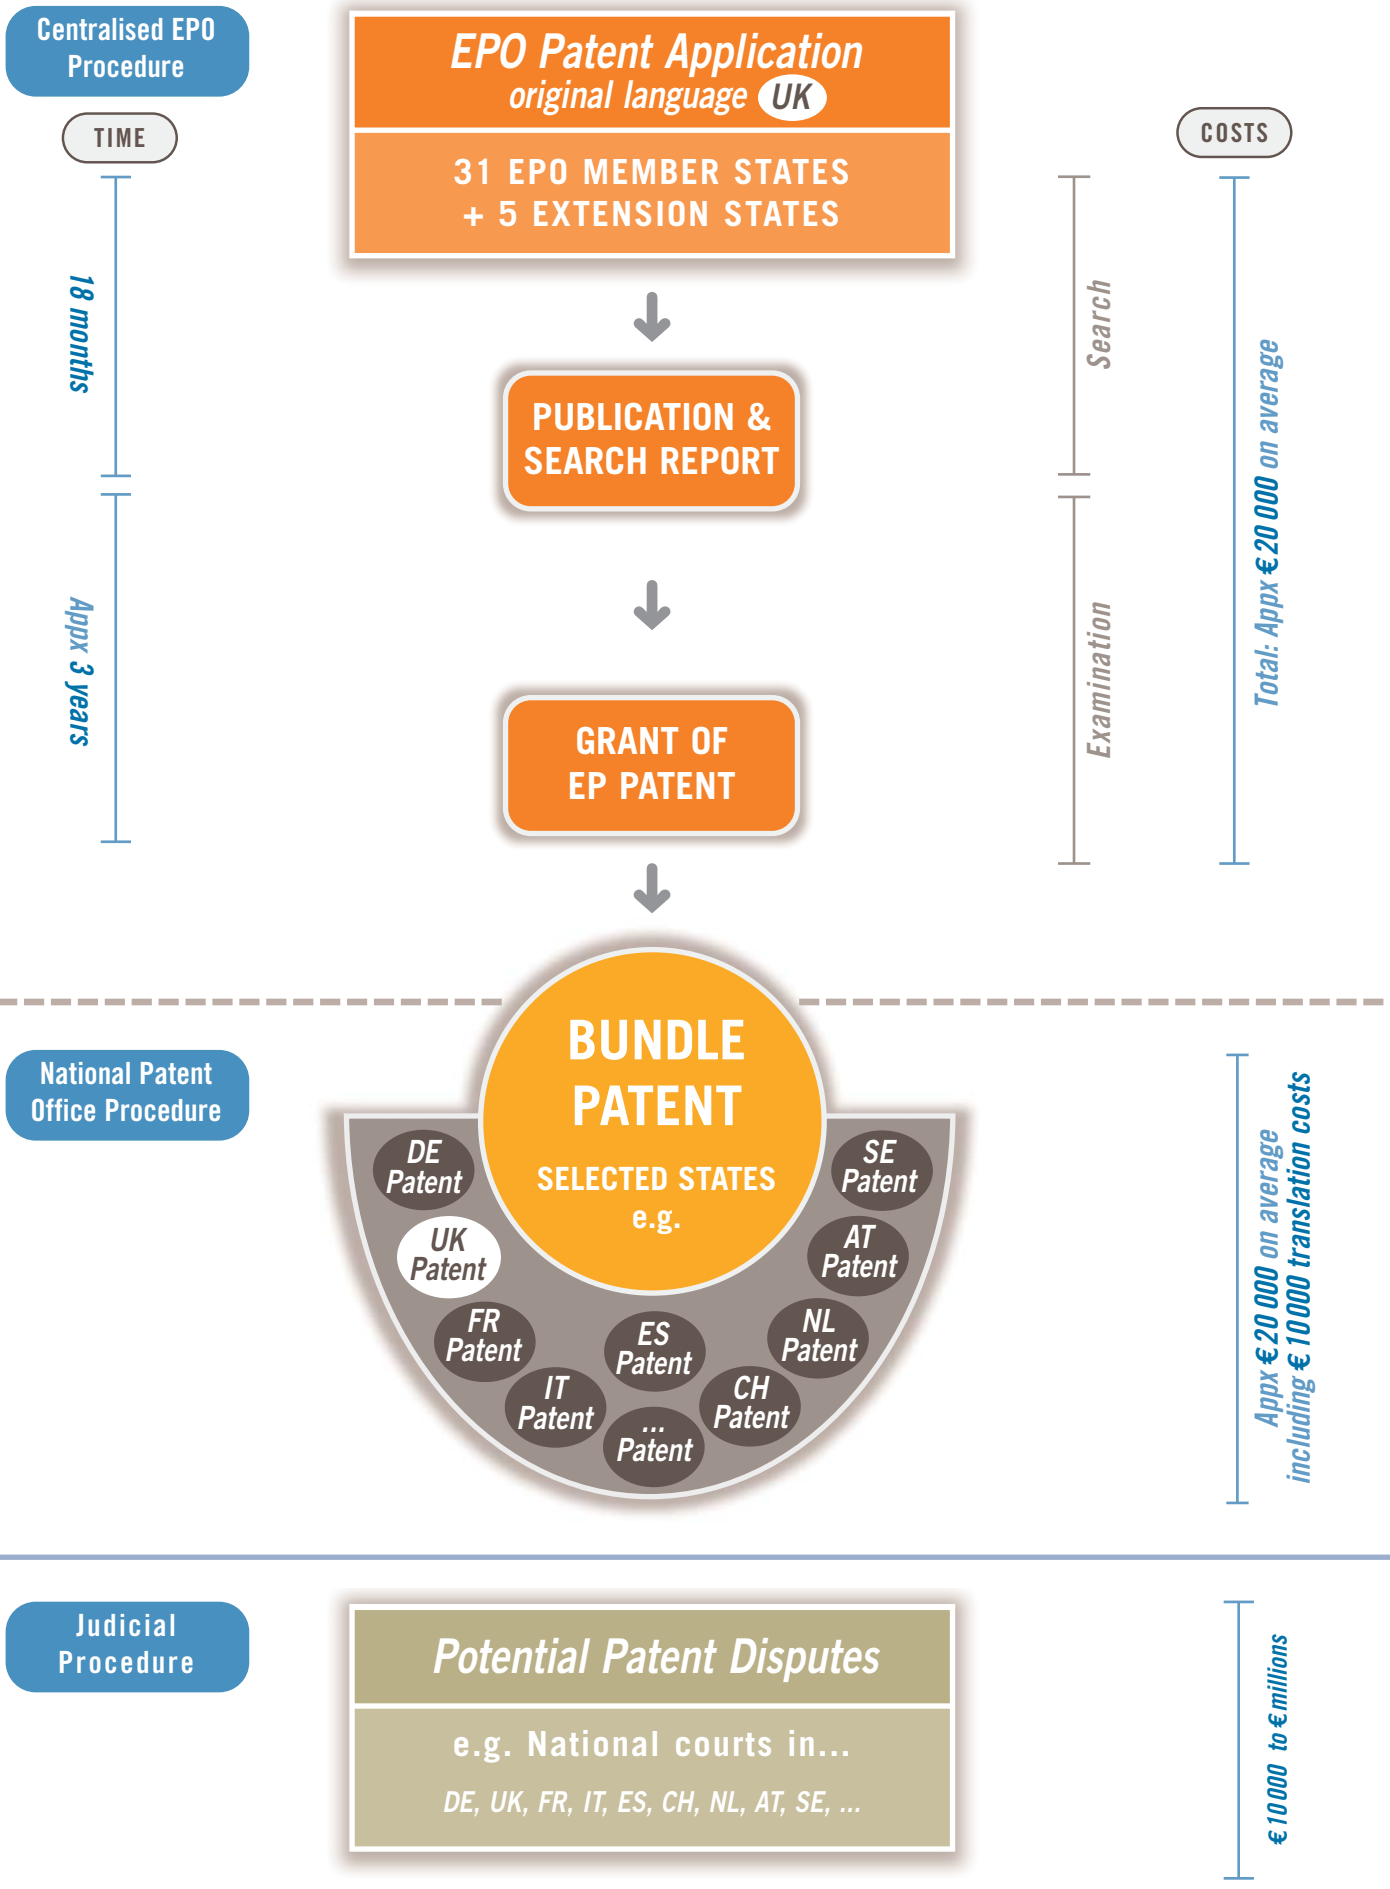 Centralised EPO
Procedure
EPO Patent Application
original language UK
TIME
COSTS
31 EPO MEMBER STATES
+ 5 EXTENSION STATES
18 months
Search
Total: Appx €20 000 on average
PUBLICATION &
SEARCH REPORT
Appx 3 years
Examination
GRANT OF
EP PATENT
National Patent
Office Procedure
BUNDLE
PATENT
SELECTED STATES
e.g.
DE
Patent
UK
Patent
FR
Patent
IT
Patent
ES
Patent
...
Patent
CH
Patent
NL
Patent
AT
Patent
SE
Patent
Appx €20 000 on average
including € 10000 translation costs
Judicial
Procedure
Potential Patent Disputes
e.g. National courts in...
DE, UK, FR, IT, ES, CH, NL, AT, SE, ...
€10000 to €millions